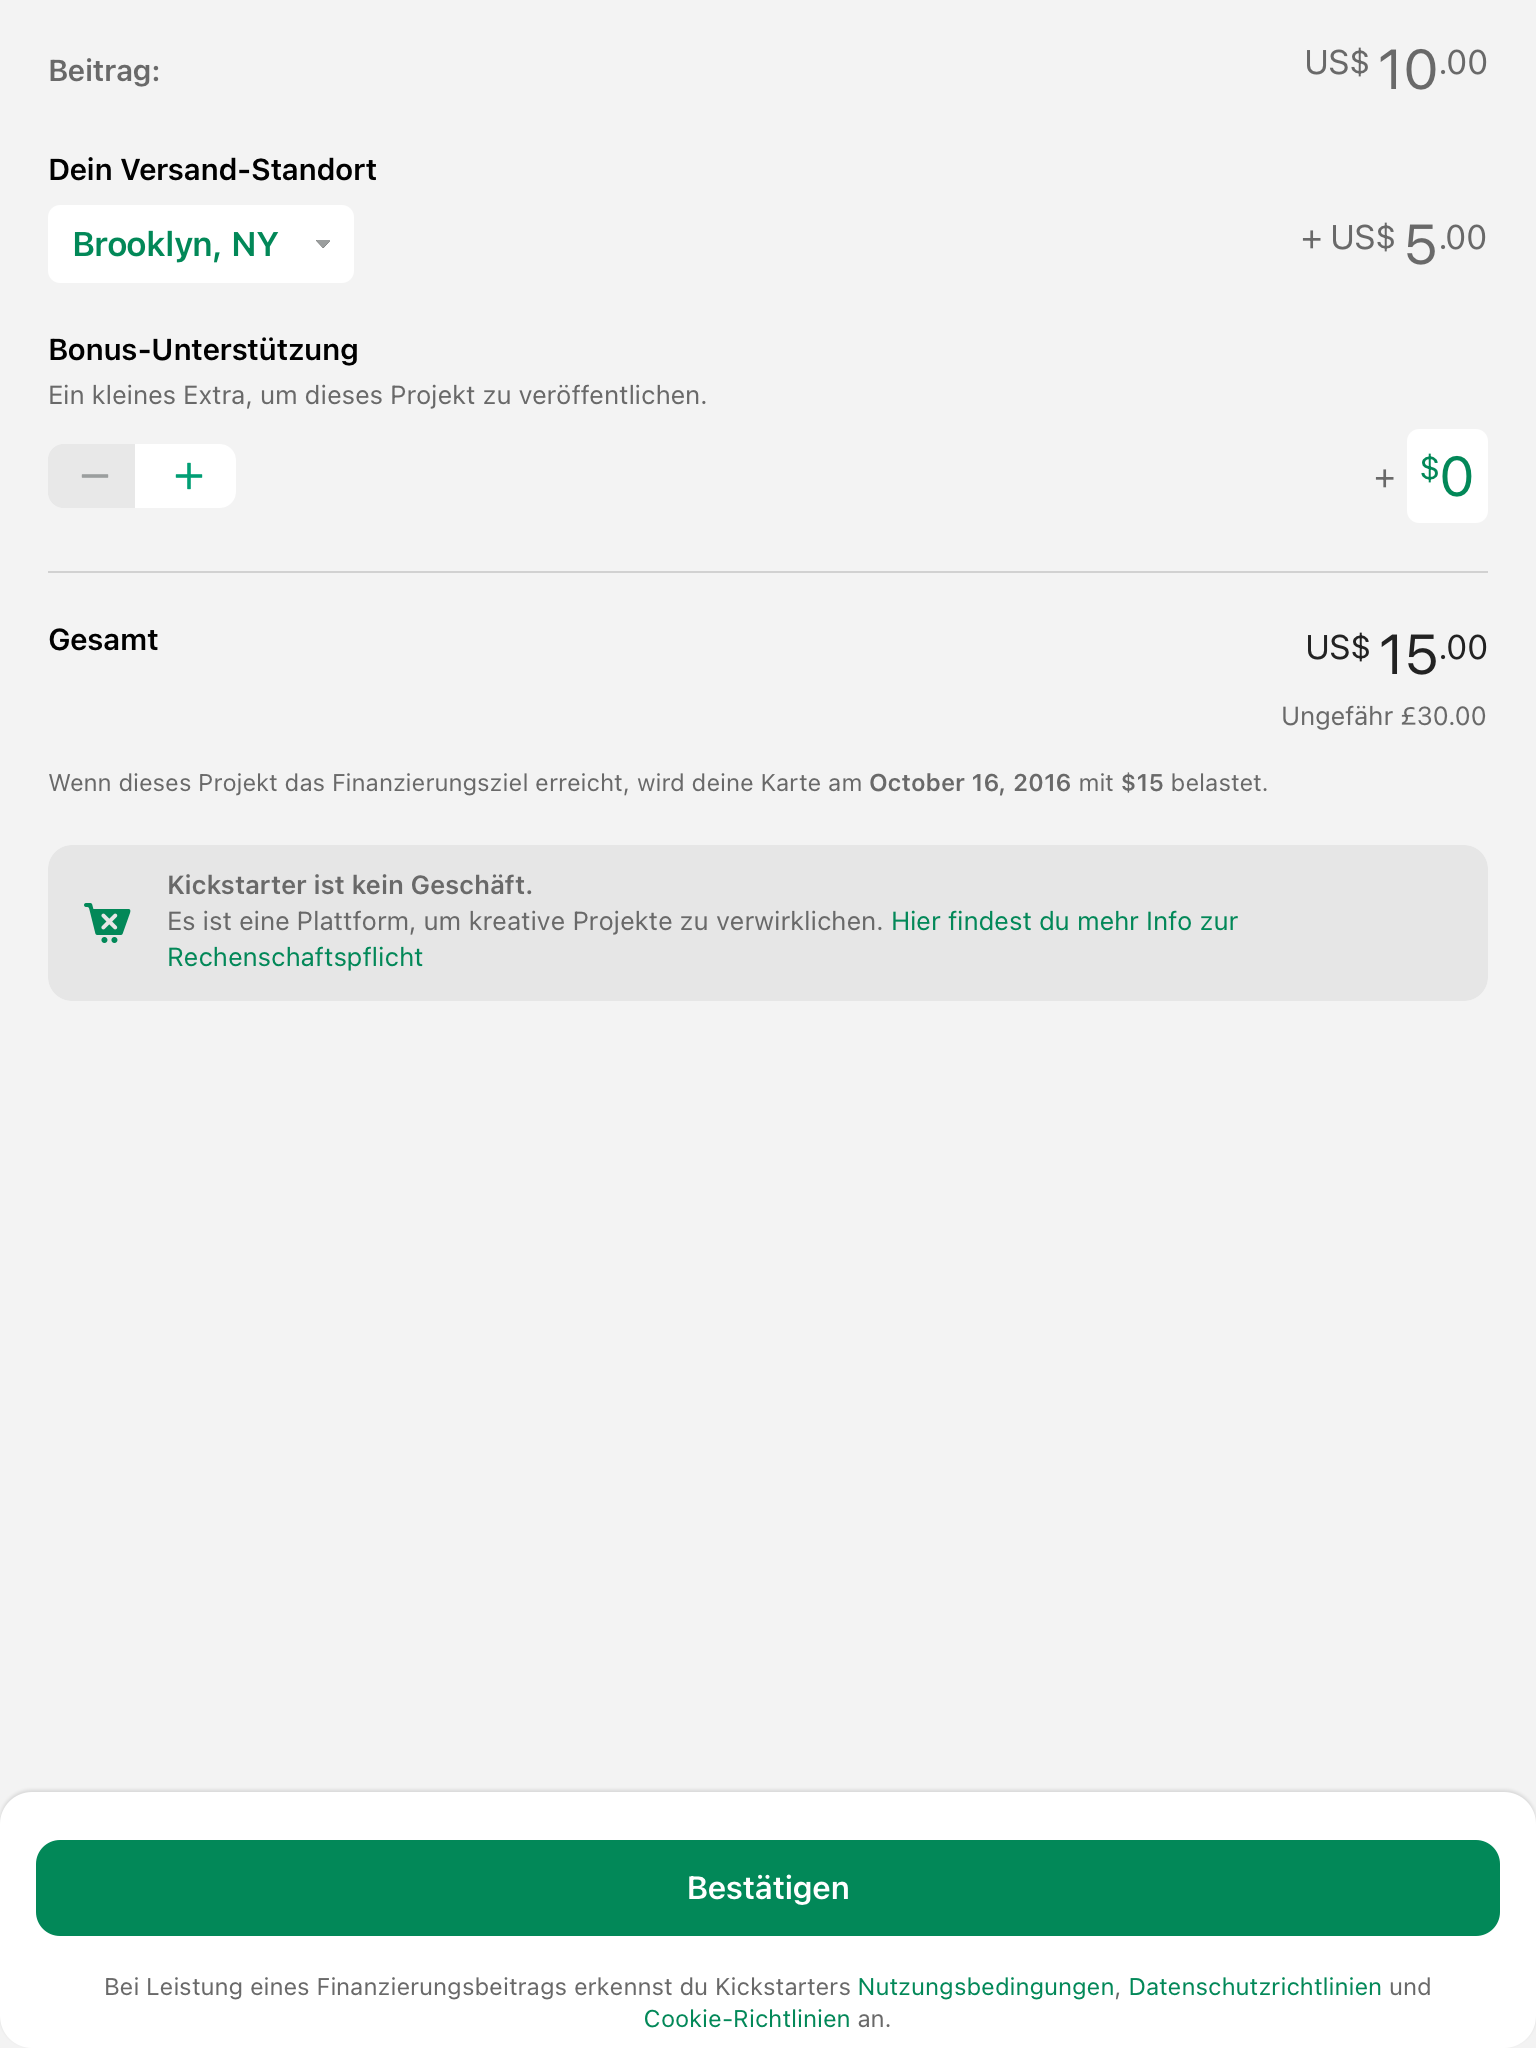 Beitrag:
US$ 10.00
Dein Versand-Standort
Brooklyn, NY
+ US$ 5.00
Bonus-Unterstützung
Ein kleines Extra, um dieses Projekt zu veröffentlichen.
+ $0
Gesamt
US$ 15.00
Ungefähr £30.00
Wenn dieses Projekt das Finanzierungsziel erreicht, wird deine Karte am October 16, 2016 mit $15 belastet.
Kickstarter ist kein Geschäft.
Es ist eine Plattform, um kreative Projekte zu verwirklichen. Hier findest du mehr Info zur
Rechenschaftspflicht
Bestätigen
Bei Leistung eines Finanzierungsbeitrags erkennst du Kickstarters Nutzungsbedingungen, Datenschutzrichtlinien und
Cookie-Richtlinien an.